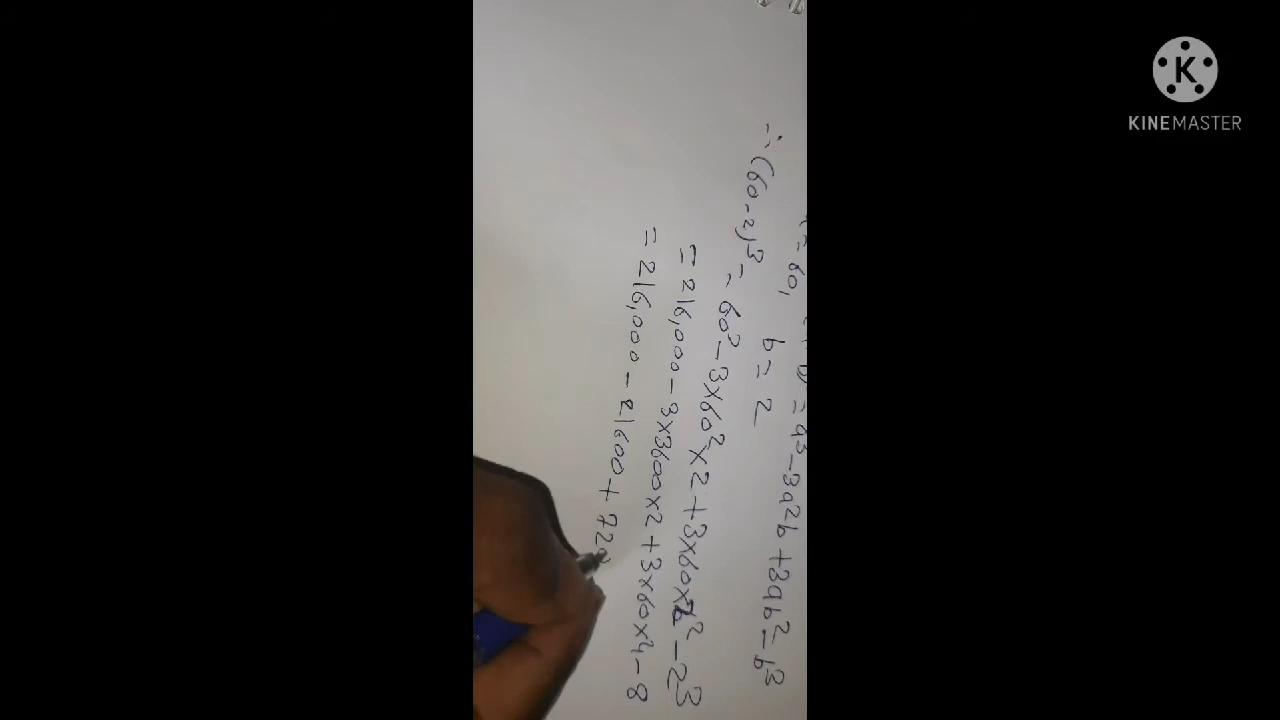 = 60,
= a³ - 3a²b + 3ab² - b³
b = 2
∴ (60-2)³ = 60³ - 3×60²×2 + 3×60×2² - 2³
= 216,000 - 3×3600×2 + 3×60×4 - 8
= 216,000 - 21600 + 72
KINEMASTER